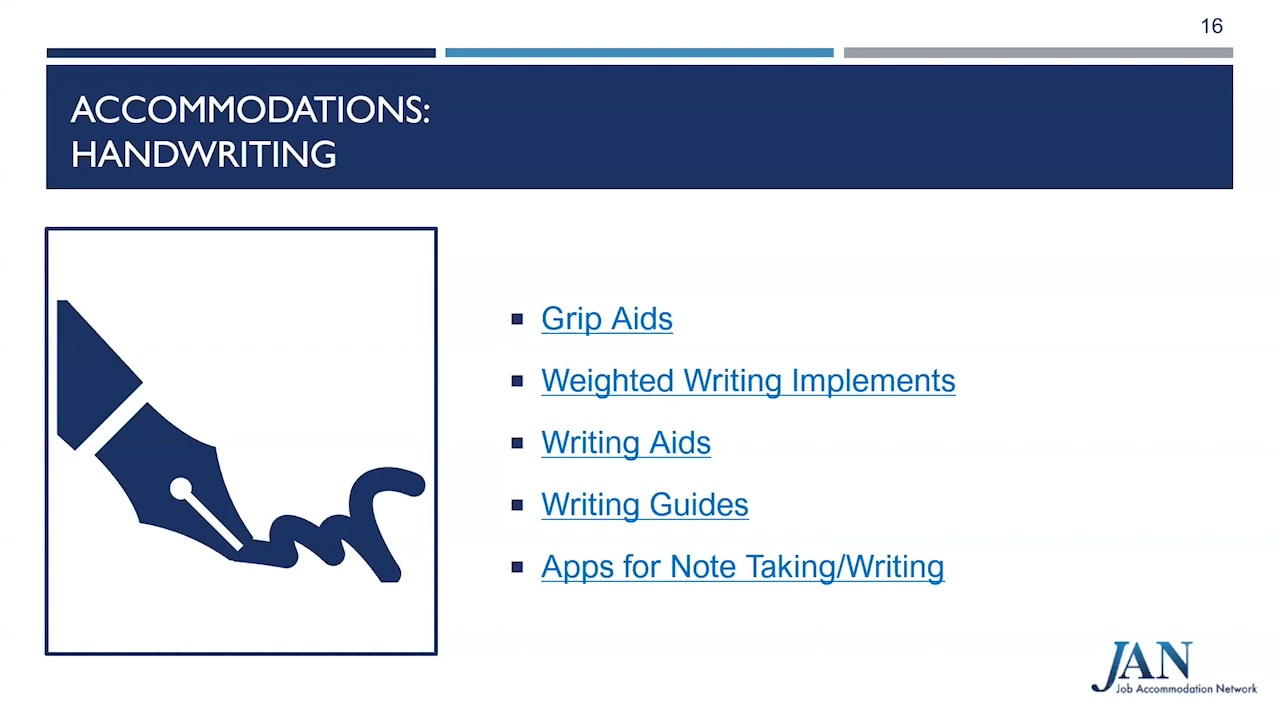 16
ACCOMMODATIONS:
HANDWRITING
Grip Aids
Weighted Writing Implements
Writing Aids
Writing Guides
Apps for Note Taking/Writing
JAN
Job Accommodation Network